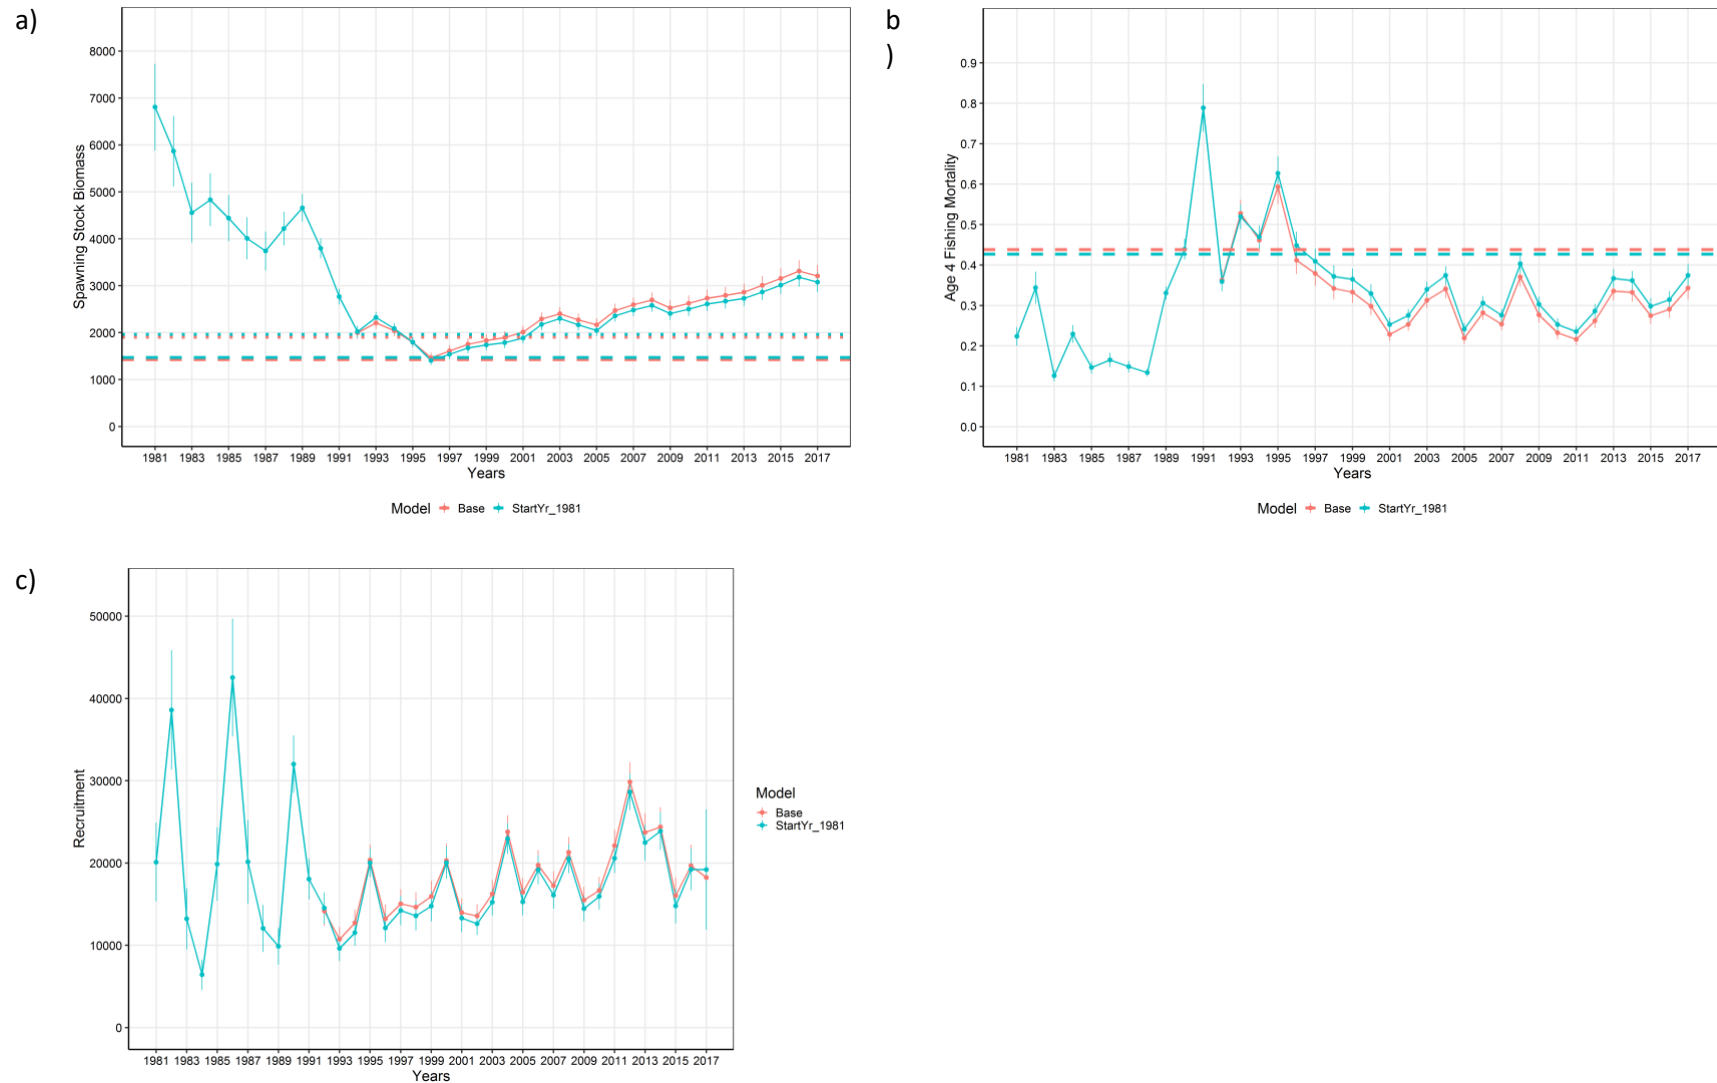 a)
Spawning Stock Biomass
8000
7000
6000
5000
4000
3000
2000
1000
0
1981 1983 1985 1987 1989 1991 1993 1995 1997 1999 2001 2003 2005 2007 2009 2011 2013 2015 2017
Years
Model Base StartYr_1981
b
)
Age 4 Fishing Mortality
0.9
0.8
0.7
0.6
0.5
0.4
0.3
0.2
0.1
0.0
1981 1983 1985 1987 1989 1991 1993 1995 1997 1999 2001 2003 2005 2007 2009 2011 2013 2015 2017
Years
Model Base StartYr_1981
c)
Recruitment
50000
40000
30000
20000
10000
0
1981 1983 1985 1987 1989 1991 1993 1995 1997 1999 2001 2003 2005 2007 2009 2011 2013 2015 2017
Years
Model
Base
StartYr_1981